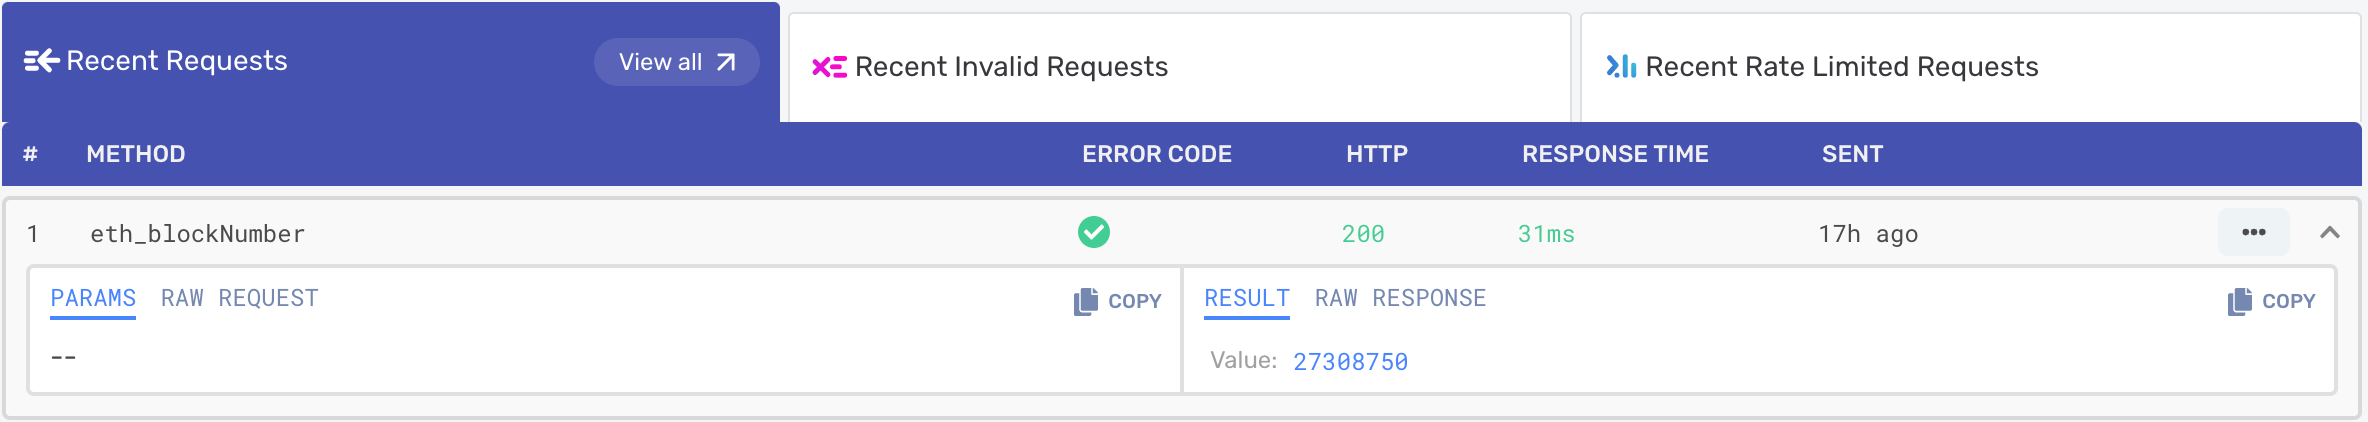 Recent Requests
View all
Recent Invalid Requests
Recent Rate Limited Requests
# METHOD ERROR CODE HTTP RESPONSE TIME SENT
1 eth_blockNumber 200 31ms 17h ago
PARAMS RAW REQUEST COPY
--
RESULT RAW RESPONSE COPY
Value: 27308750